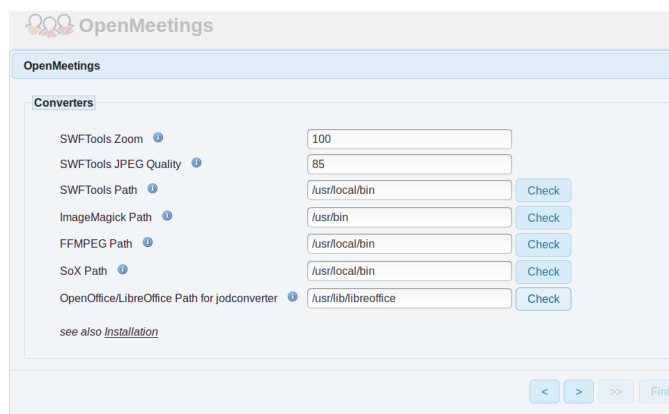 OpenMeetings
OpenMeetings
Converters
SWFTools Zoom 100
SWFTools JPEG Quality 85
SWFTools Path /usr/local/bin Check
ImageMagick Path /usr/bin Check
FFMPEG Path /usr/local/bin Check
SoX Path /usr/local/bin Check
OpenOffice/LibreOffice Path for jodconverter /usr/lib/libreoffice Check
see also Installation
< > >> Fini